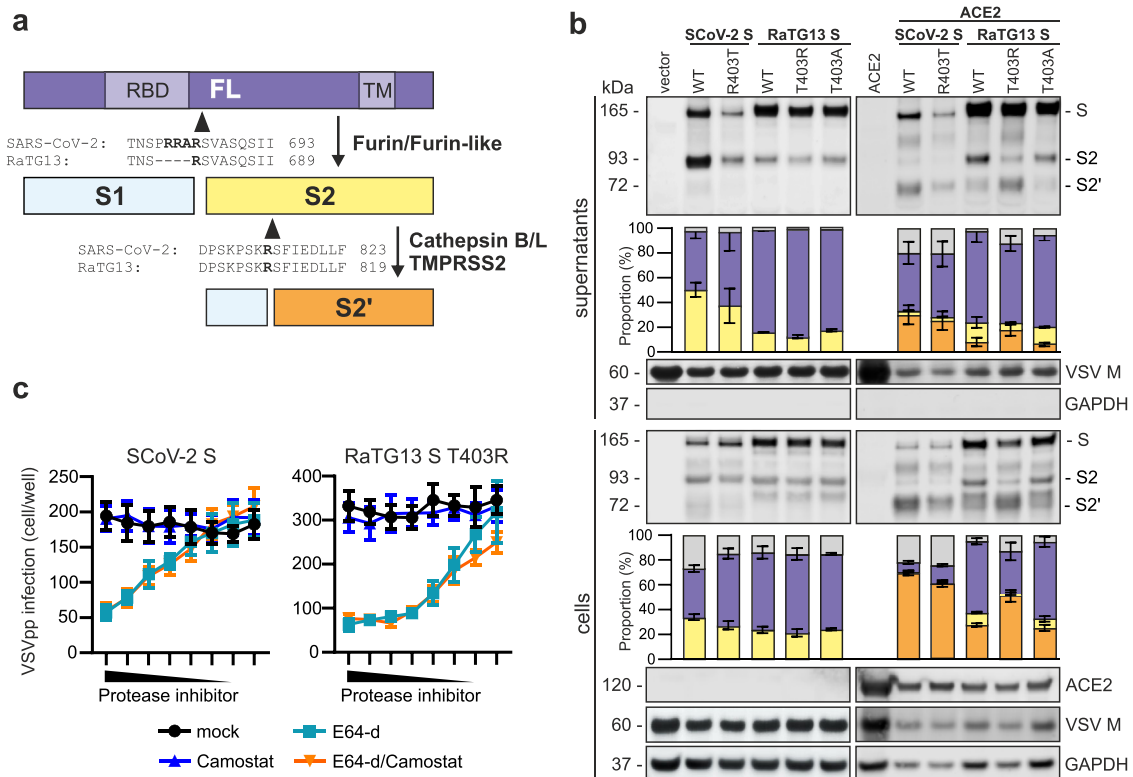 a
RBD FL TM
SARS-CoV-2: TNSPRRARSVASQSII 693
RaTG13: TNS----RSVASQSII 689
Furin/Furin-like
S1 S2
SARS-CoV-2: DPSKPSKRSFIEDLLF 823
RaTG13: DPSKPSKRSFIEDLLF 819
Cathepsin B/L
TMPRSS2
S2'
b
ACE2
SCoV-2 S RaTG13 S SCoV-2 S RaTG13 S
kDa vector WT R403T WT T403R T403A ACE2 WT R403T WT T403R T403A
supernatants
165 - - S
93 - - S2
72 - - S2'
Proportion (%)
100
80
60
40
20
0
60 - VSV M
37 - GAPDH
cells
165 - - S
93 - - S2
72 - - S2'
Proportion (%)
100
80
60
40
20
0
120 - ACE2
60 - VSV M
37 - GAPDH
c
SCoV-2 S RaTG13 S T403R
VSVpp infection (cell/well)
250
200
150
100
50
0
400
300
200
100
0
Protease inhibitor Protease inhibitor
mock E64-d
Camostat E64-d/Camostat